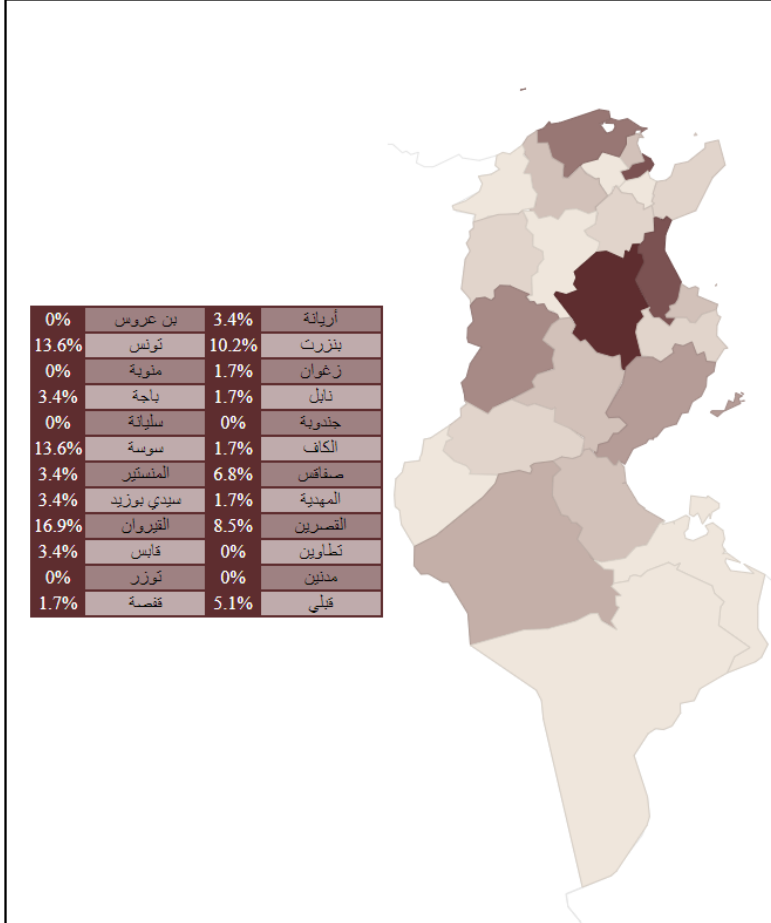 أريانة 3.4% بن عروس 0%
بنزرت 10.2% تونس 13.6%
زغوان 1.7% منوبة 0%
نابل 1.7% باجة 3.4%
جندوبة 0% سليانة 0%
الكاف 1.7% سوسة 13.6%
صفاقس 6.8% المنستير 3.4%
المهدية 1.7% سيدي بوزيد 3.4%
القصرين 8.5% القيروان 16.9%
تطاوين 0% قابس 3.4%
مدنين 0% توزر 0%
قبلي 5.1% قفصة 1.7%